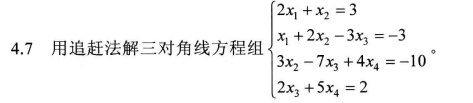 4.7 用追赶法解三对角线方程组
2x₁ + x₂ = 3
x₁ + 2x₂ − 3x₃ = −3
3x₂ − 7x₃ + 4x₄ = −10
2x₃ + 5x₄ = 2
。